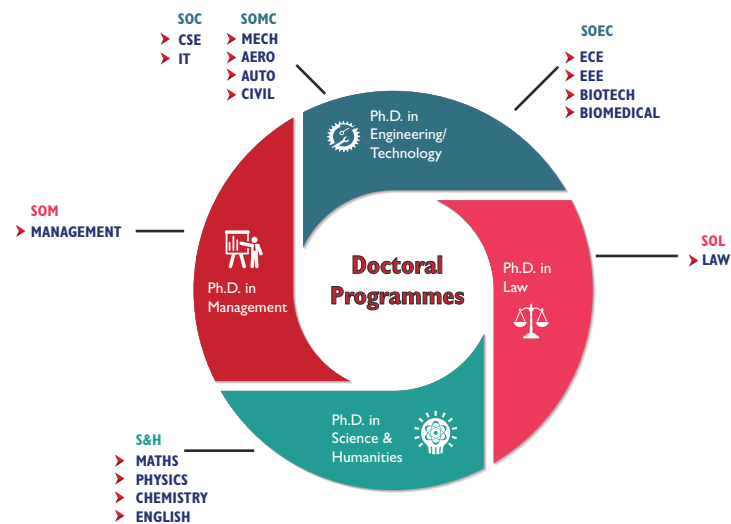 SOC
CSE
IT
SOMC
MECH
AERO
AUTO
CIVIL
SOEC
ECE
EEE
BIOTECH
BIOMEDICAL
Ph.D. in
Engineering/
Technology
SOM
MANAGEMENT
Ph.D. in
Management
Doctoral
Programmes
Ph.D. in
Law
SOL
LAW
Ph.D. in
Science &
Humanities
S&H
MATHS
PHYSICS
CHEMISTRY
ENGLISH